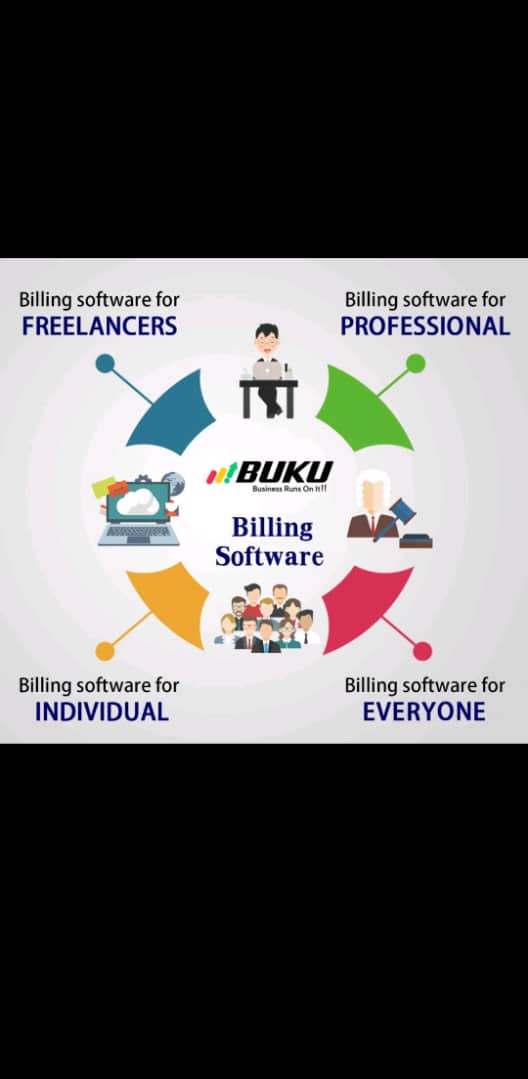 Billing software for
FREELANCERS
Billing software for
PROFESSIONAL
BUKU
Business Runs On It!!
Billing
Software
Billing software for
INDIVIDUAL
Billing software for
EVERYONE